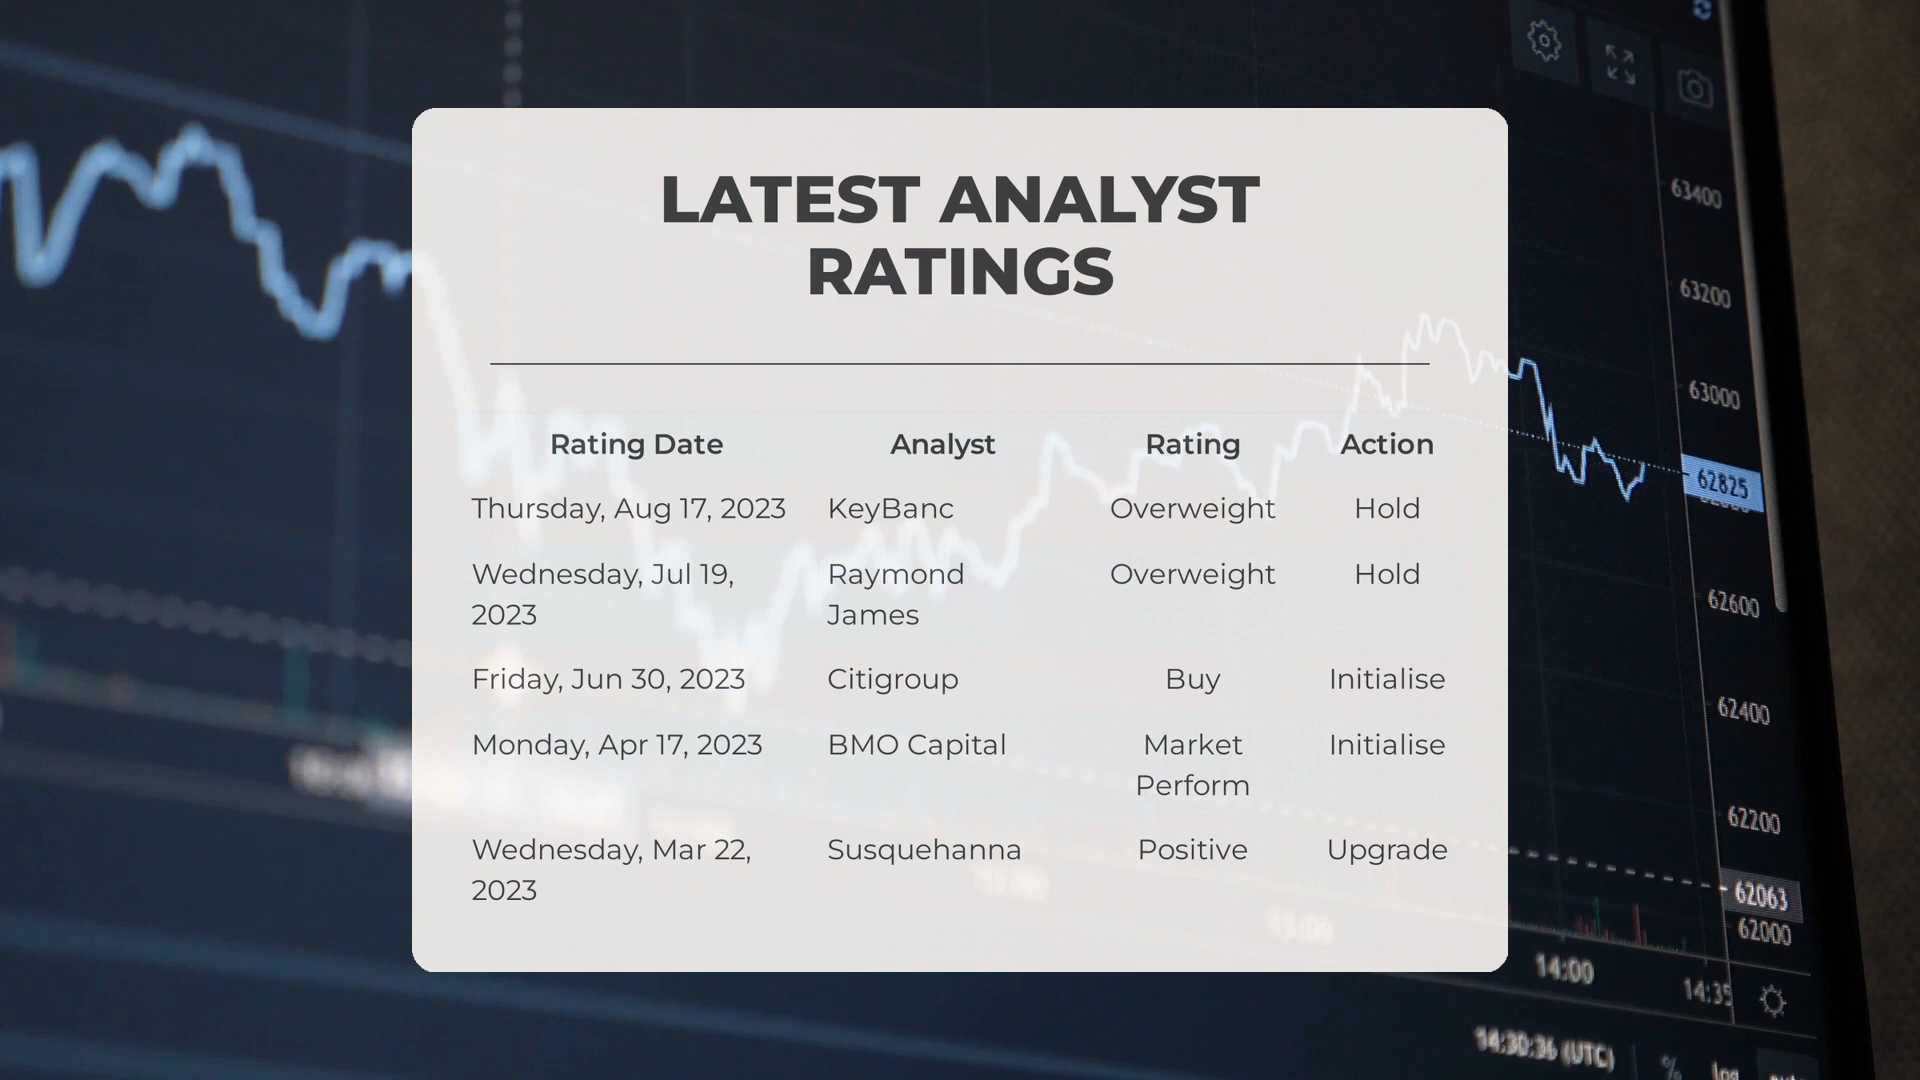 LATEST ANALYST
RATINGS
Rating Date Analyst Rating Action
Thursday, Aug 17, 2023 KeyBanc Overweight Hold
Wednesday, Jul 19, Raymond Overweight Hold
2023 James
Friday, Jun 30, 2023 Citigroup Buy Initialise
Monday, Apr 17, 2023 BMO Capital Market Initialise
Perform
Wednesday, Mar 22, Susquehanna Positive Upgrade
2023
63400
63200
63000
62825
62600
62400
62200
62063
62000
14:00
14:35
14:30:36 (UTC)
%
log